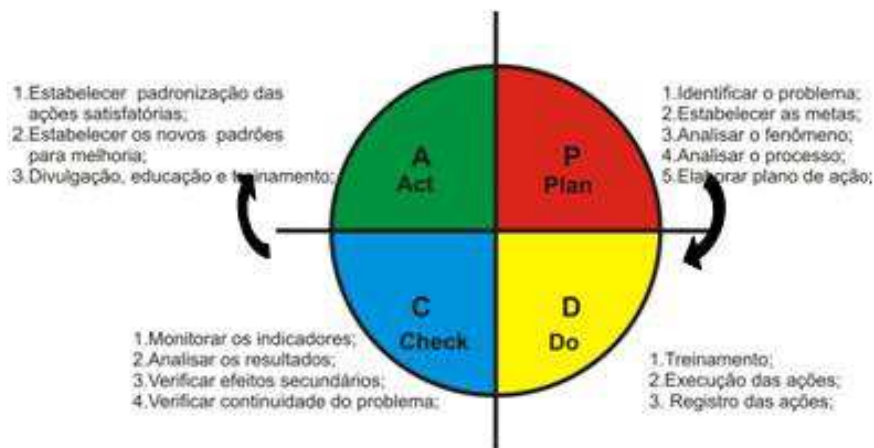 1.Estabelecer padronização das
ações satisfatórias;
2.Estabelecer os novos padrões
para melhoria;
3.Divulgação, educação e treinamento;
A
Act
P
Plan
1.Identificar o problema;
2.Estabelecer as metas;
3.Analisar o fenômeno;
4.Analisar o processo;
5.Elaborar plano de ação;
C
Check
D
Do
1.Monitorar os indicadores;
2.Analisar os resultados;
3.Verificar efeitos secundários;
4.Verificar continuidade do problema;
1.Treinamento;
2.Execução das ações;
3. Registro das ações;